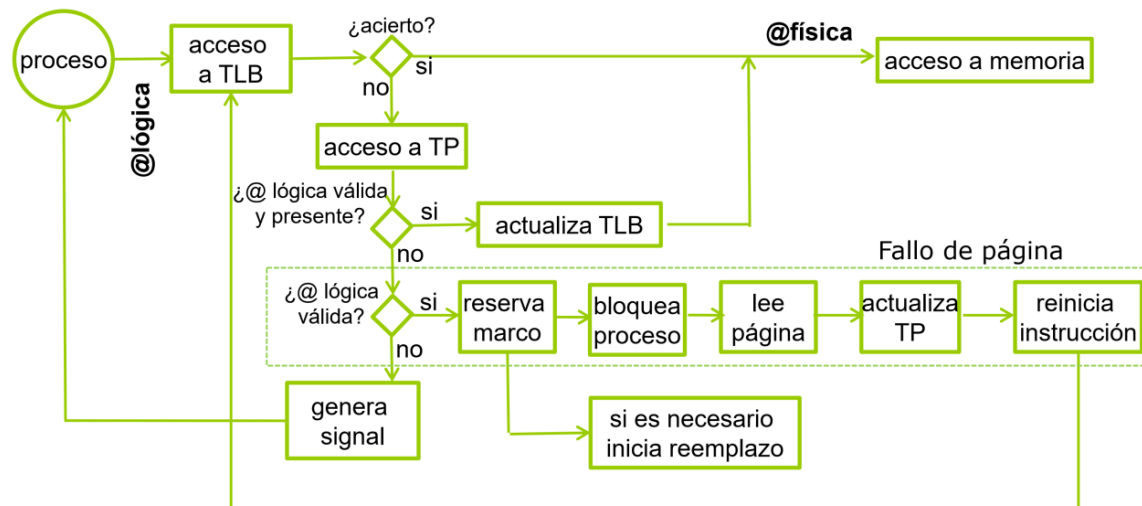 ¿acierto?
@física
proceso
acceso
a TLB
si
acceso a memoria
no
@lógica
acceso a TP
¿@ lógica válida
y presente?
si
actualiza TLB
no
Fallo de página
¿@ lógica
válida?
si
reserva
marco
bloquea
proceso
lee
página
actualiza
TP
reinicia
instrucción
no
genera
signal
si es necesario
inicia reemplazo